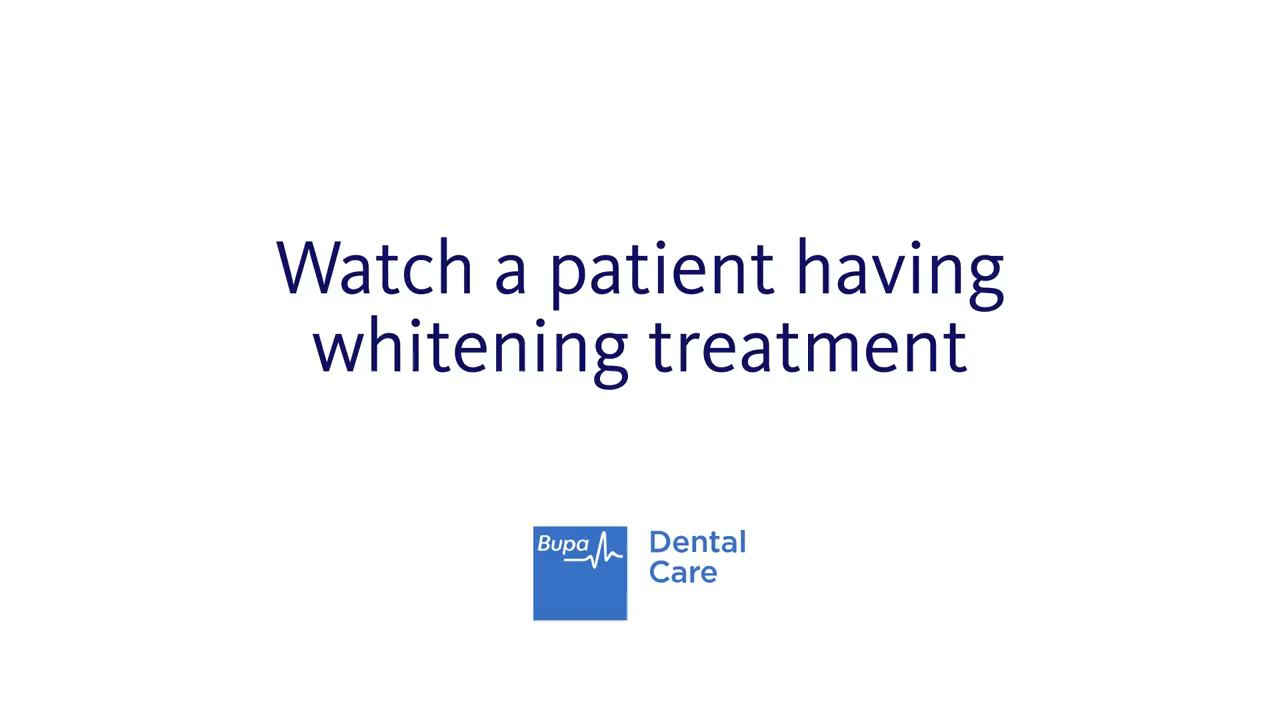 Watch a patient having
whitening treatment
Bupa
Dental
Care